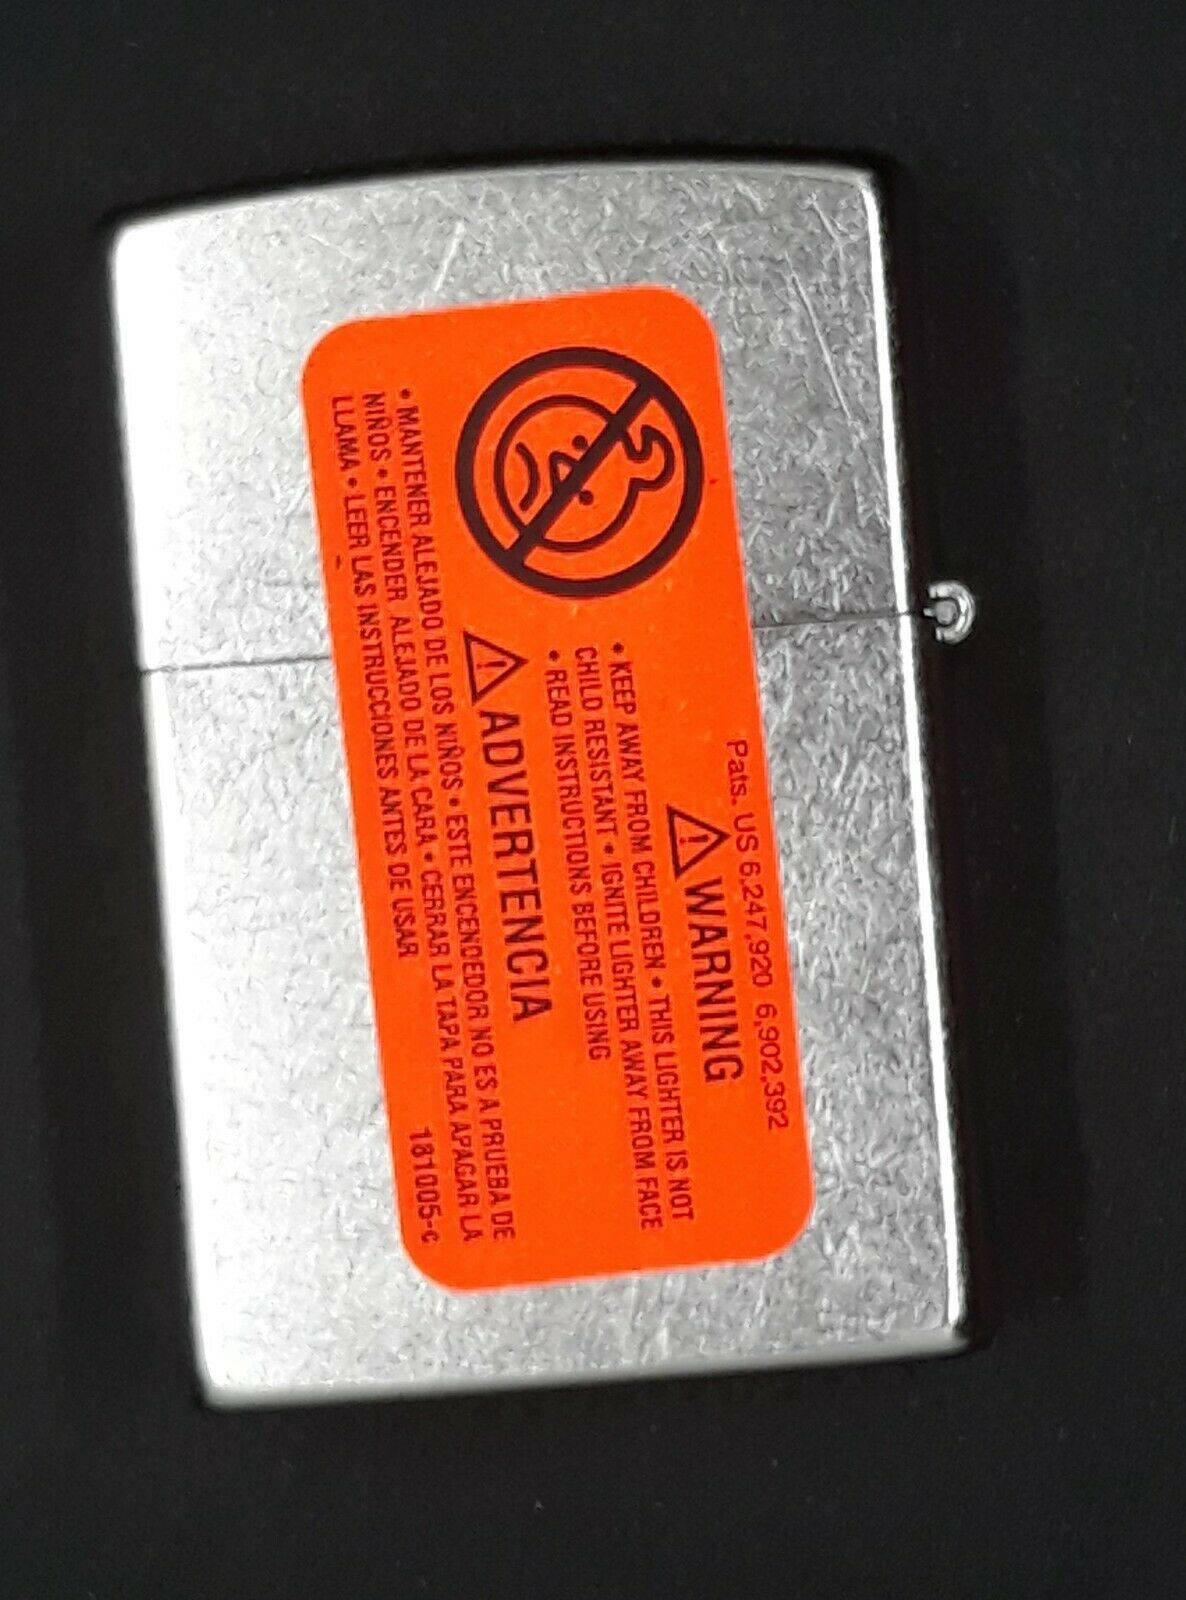 Pats. US 6,247,920 6,902,392
WARNING
• KEEP AWAY FROM CHILDREN • THIS LIGHTER IS NOT
CHILD RESISTANT • IGNITE LIGHTER AWAY FROM FACE
• READ INSTRUCTIONS BEFORE USING
ADVERTENCIA
• MANTENER ALEJADO DE LOS NIÑOS • ESTE ENCENDEDOR NO ES A PRUEBA DE
NIÑOS • ENCENDER ALEJADO DE LA CARA • CERRAR LA TAPA PARA APAGAR LA
LLAMA • LEER LAS INSTRUCCIONES ANTES DE USAR
181005-c